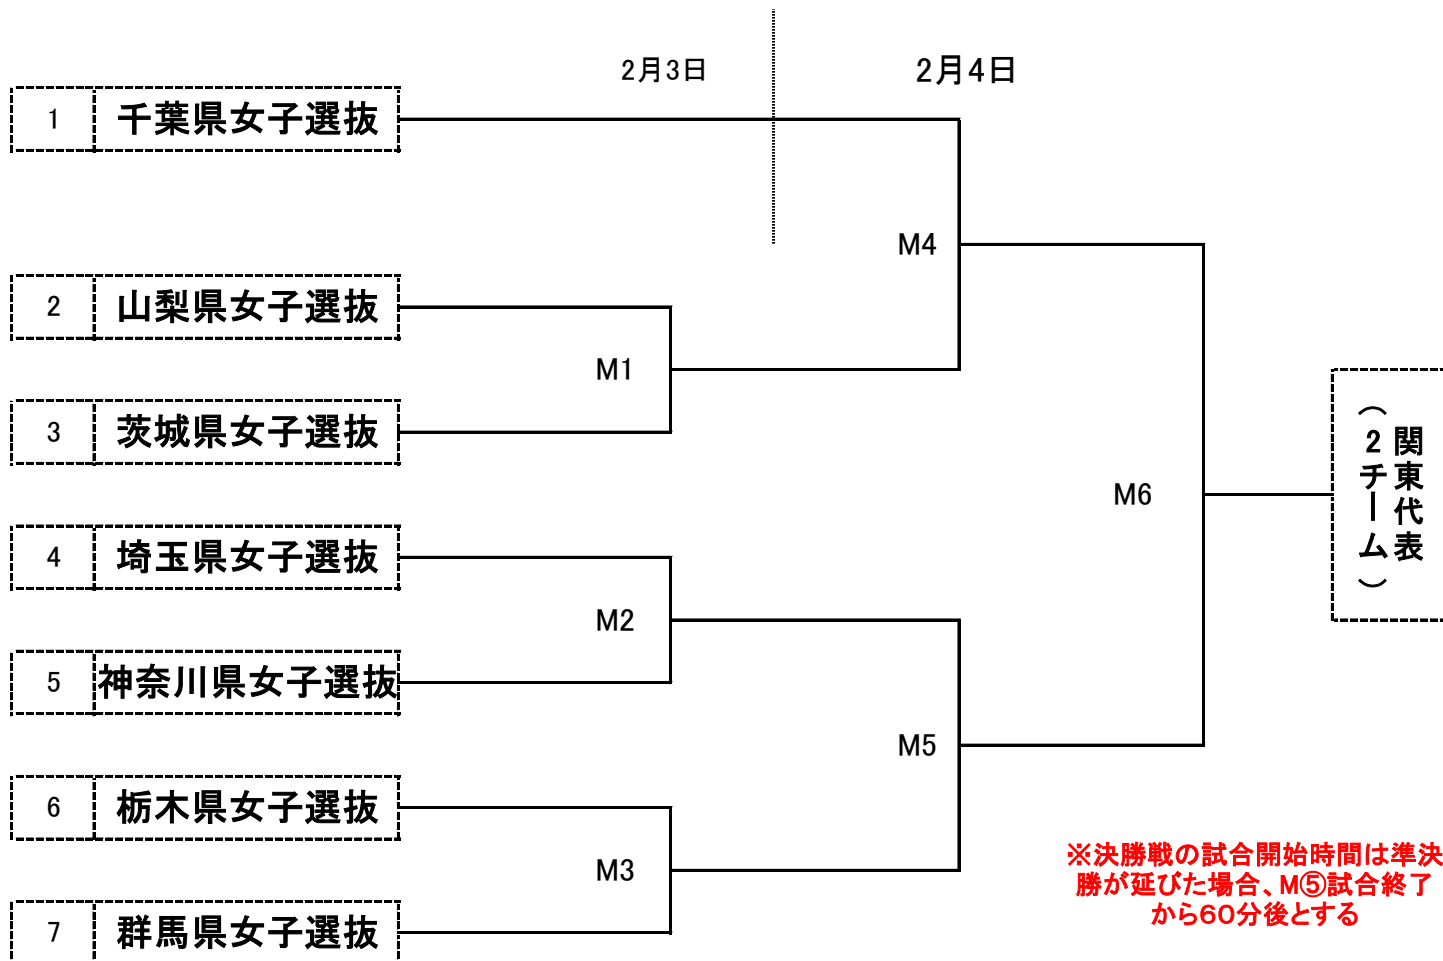 2月3日
2月4日
1 千葉県女子選抜
M4
2 山梨県女子選抜
M1
3 茨城県女子選抜
関東代表
（2チーム）
M6
4 埼玉県女子選抜
M2
5 神奈川県女子選抜
M5
6 栃木県女子選抜
M3
7 群馬県女子選抜
※決勝戦の試合開始時間は準決
勝が延びた場合、M⑤試合終了
から60分後とする